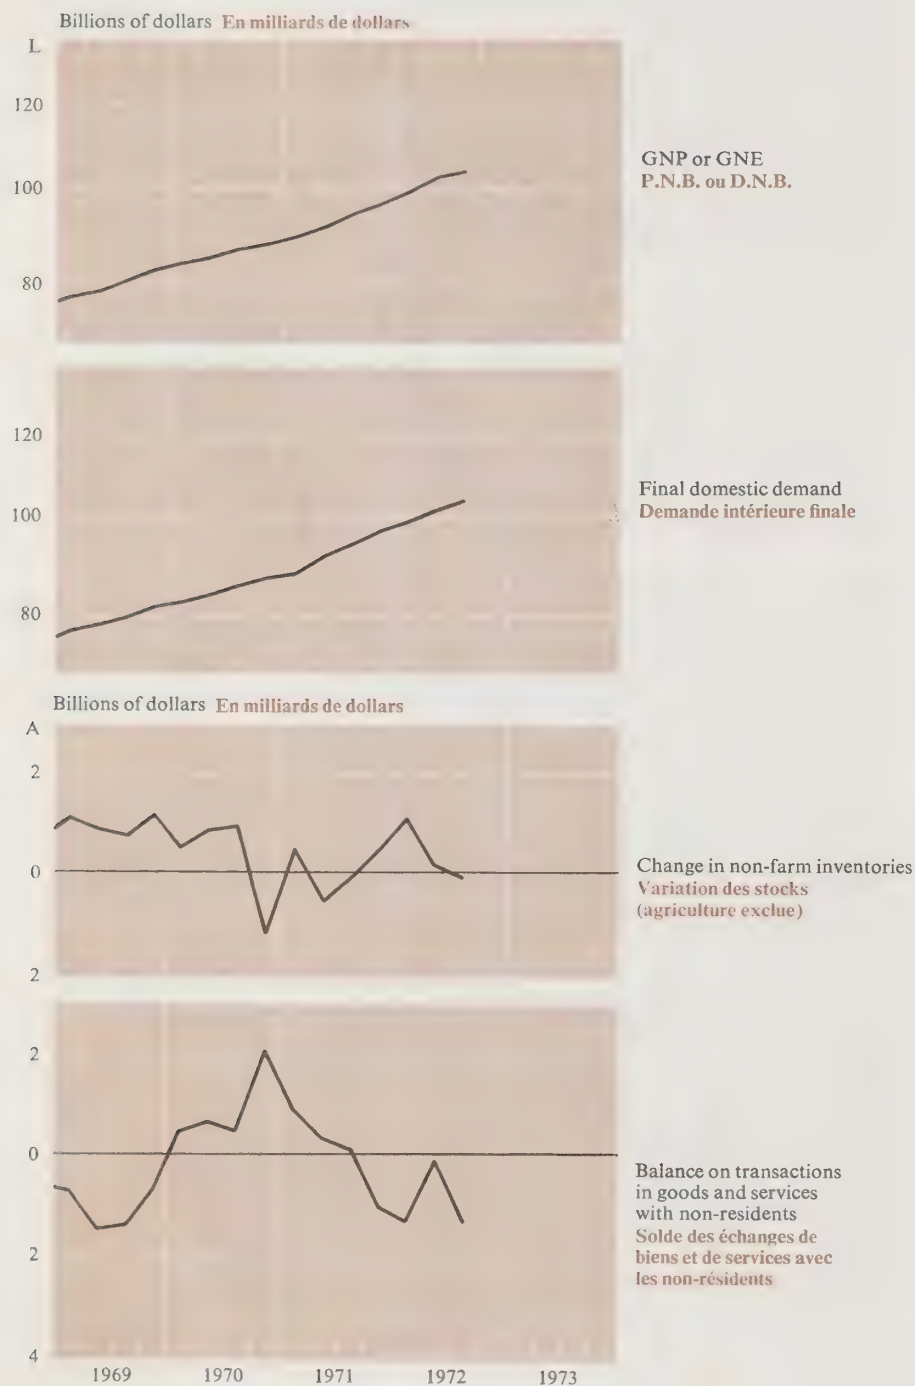 Billions of dollars En milliards de dollars
L
120
100
80
GNP or GNE
P.N.B. ou D.N.B.
120
100
80
Final domestic demand
Demande intérieure finale
Billions of dollars En milliards de dollars
A
2
0
2
Change in non-farm inventories
Variation des stocks
(agriculture exclue)
2
0
2
4
Balance on transactions
in goods and services
with non-residents
Solde des échanges de
biens et de services avec
les non-résidents
1969 1970 1971 1972 1973